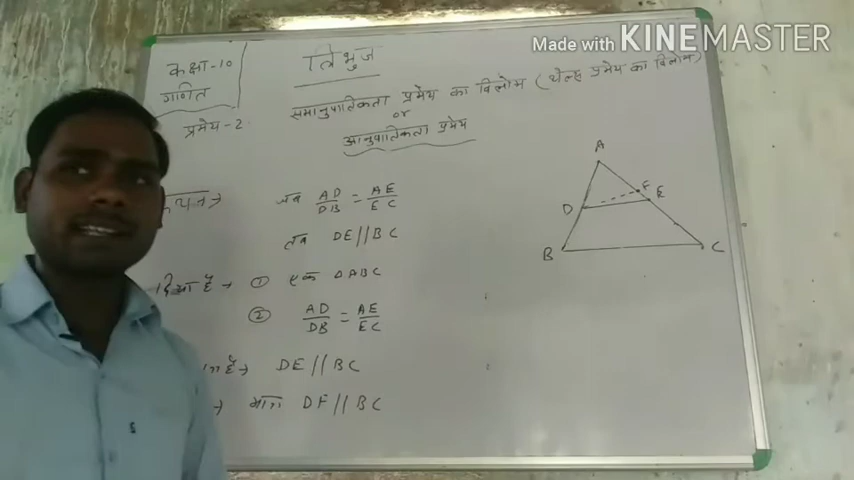 Made with KINEMASTER
कक्षा-10
गणित
त्रिभुज
प्रमेय-2
समानुपातिकता प्रमेय का विलोम (थेल्स प्रमेय का विलोम)
or
आनुपातिकता प्रमेय
कथन→ जब AD/DB = AE/EC
तब DE//BC
दिया है → ① एक △ABC
② AD/DB = AE/EC
है→ DE//BC
→ माना DF//BC
A
F
E
D
B
C